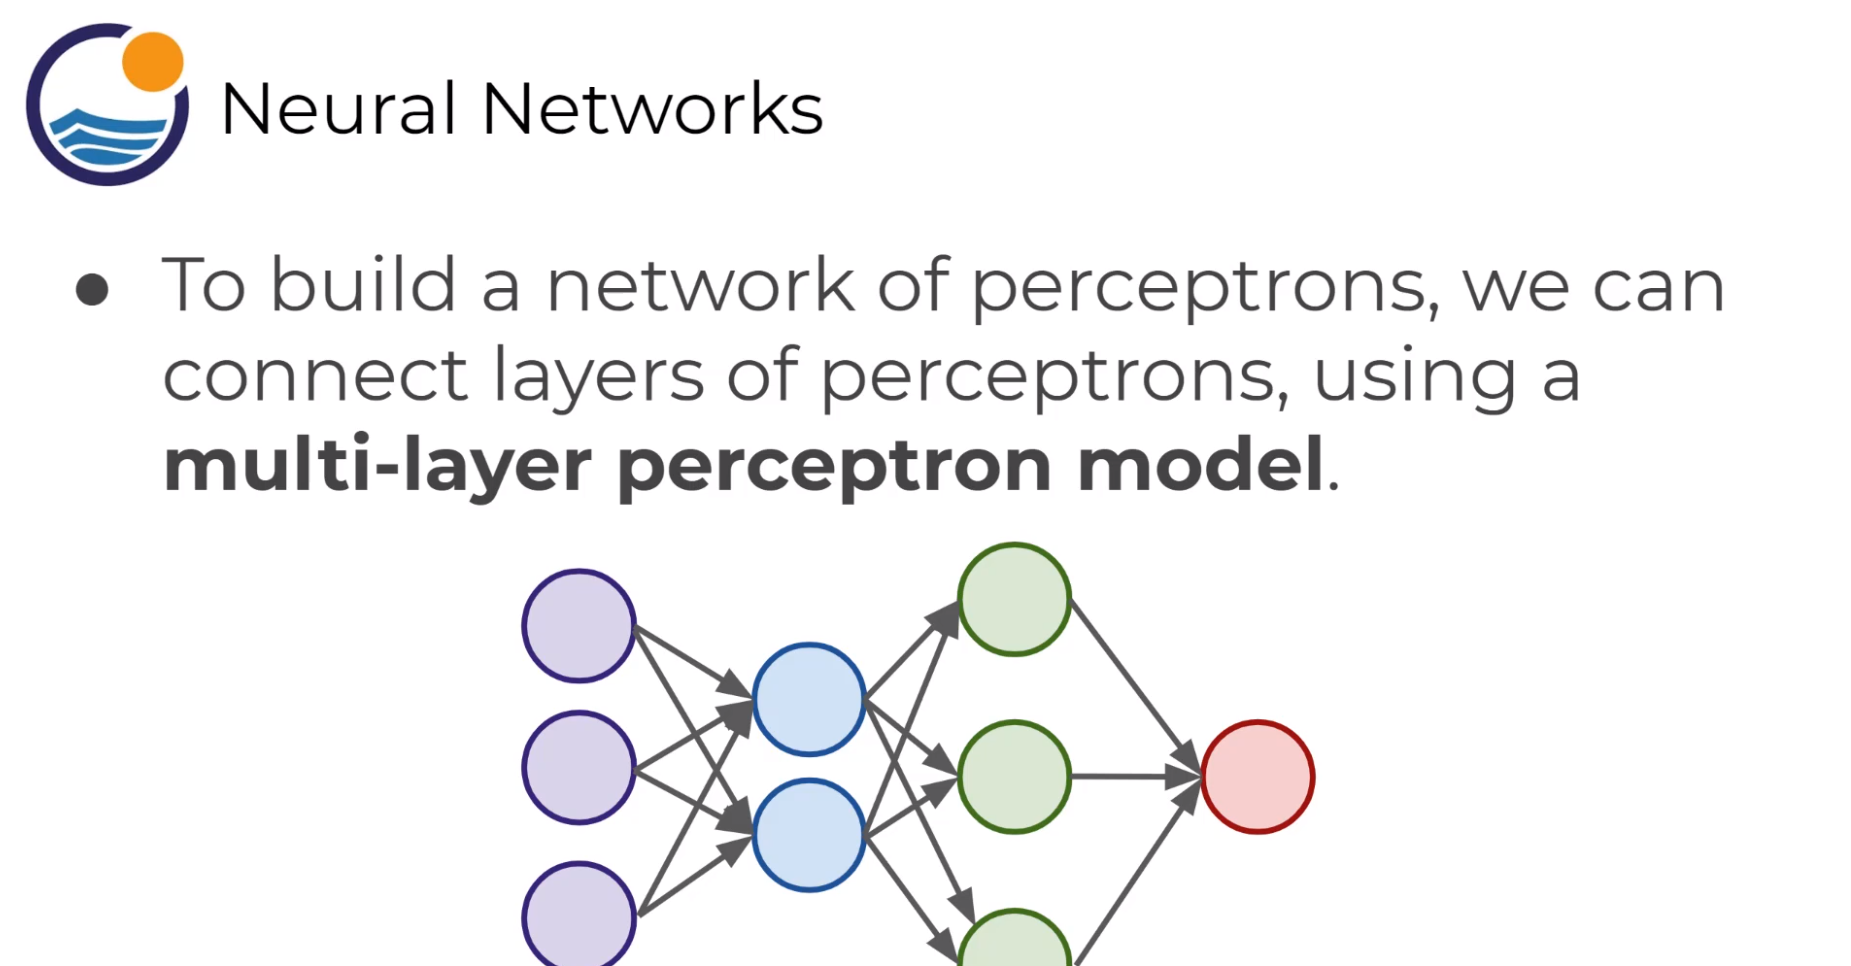 Neural Networks
● To build a network of perceptrons, we can
connect layers of perceptrons, using a
multi-layer perceptron model.